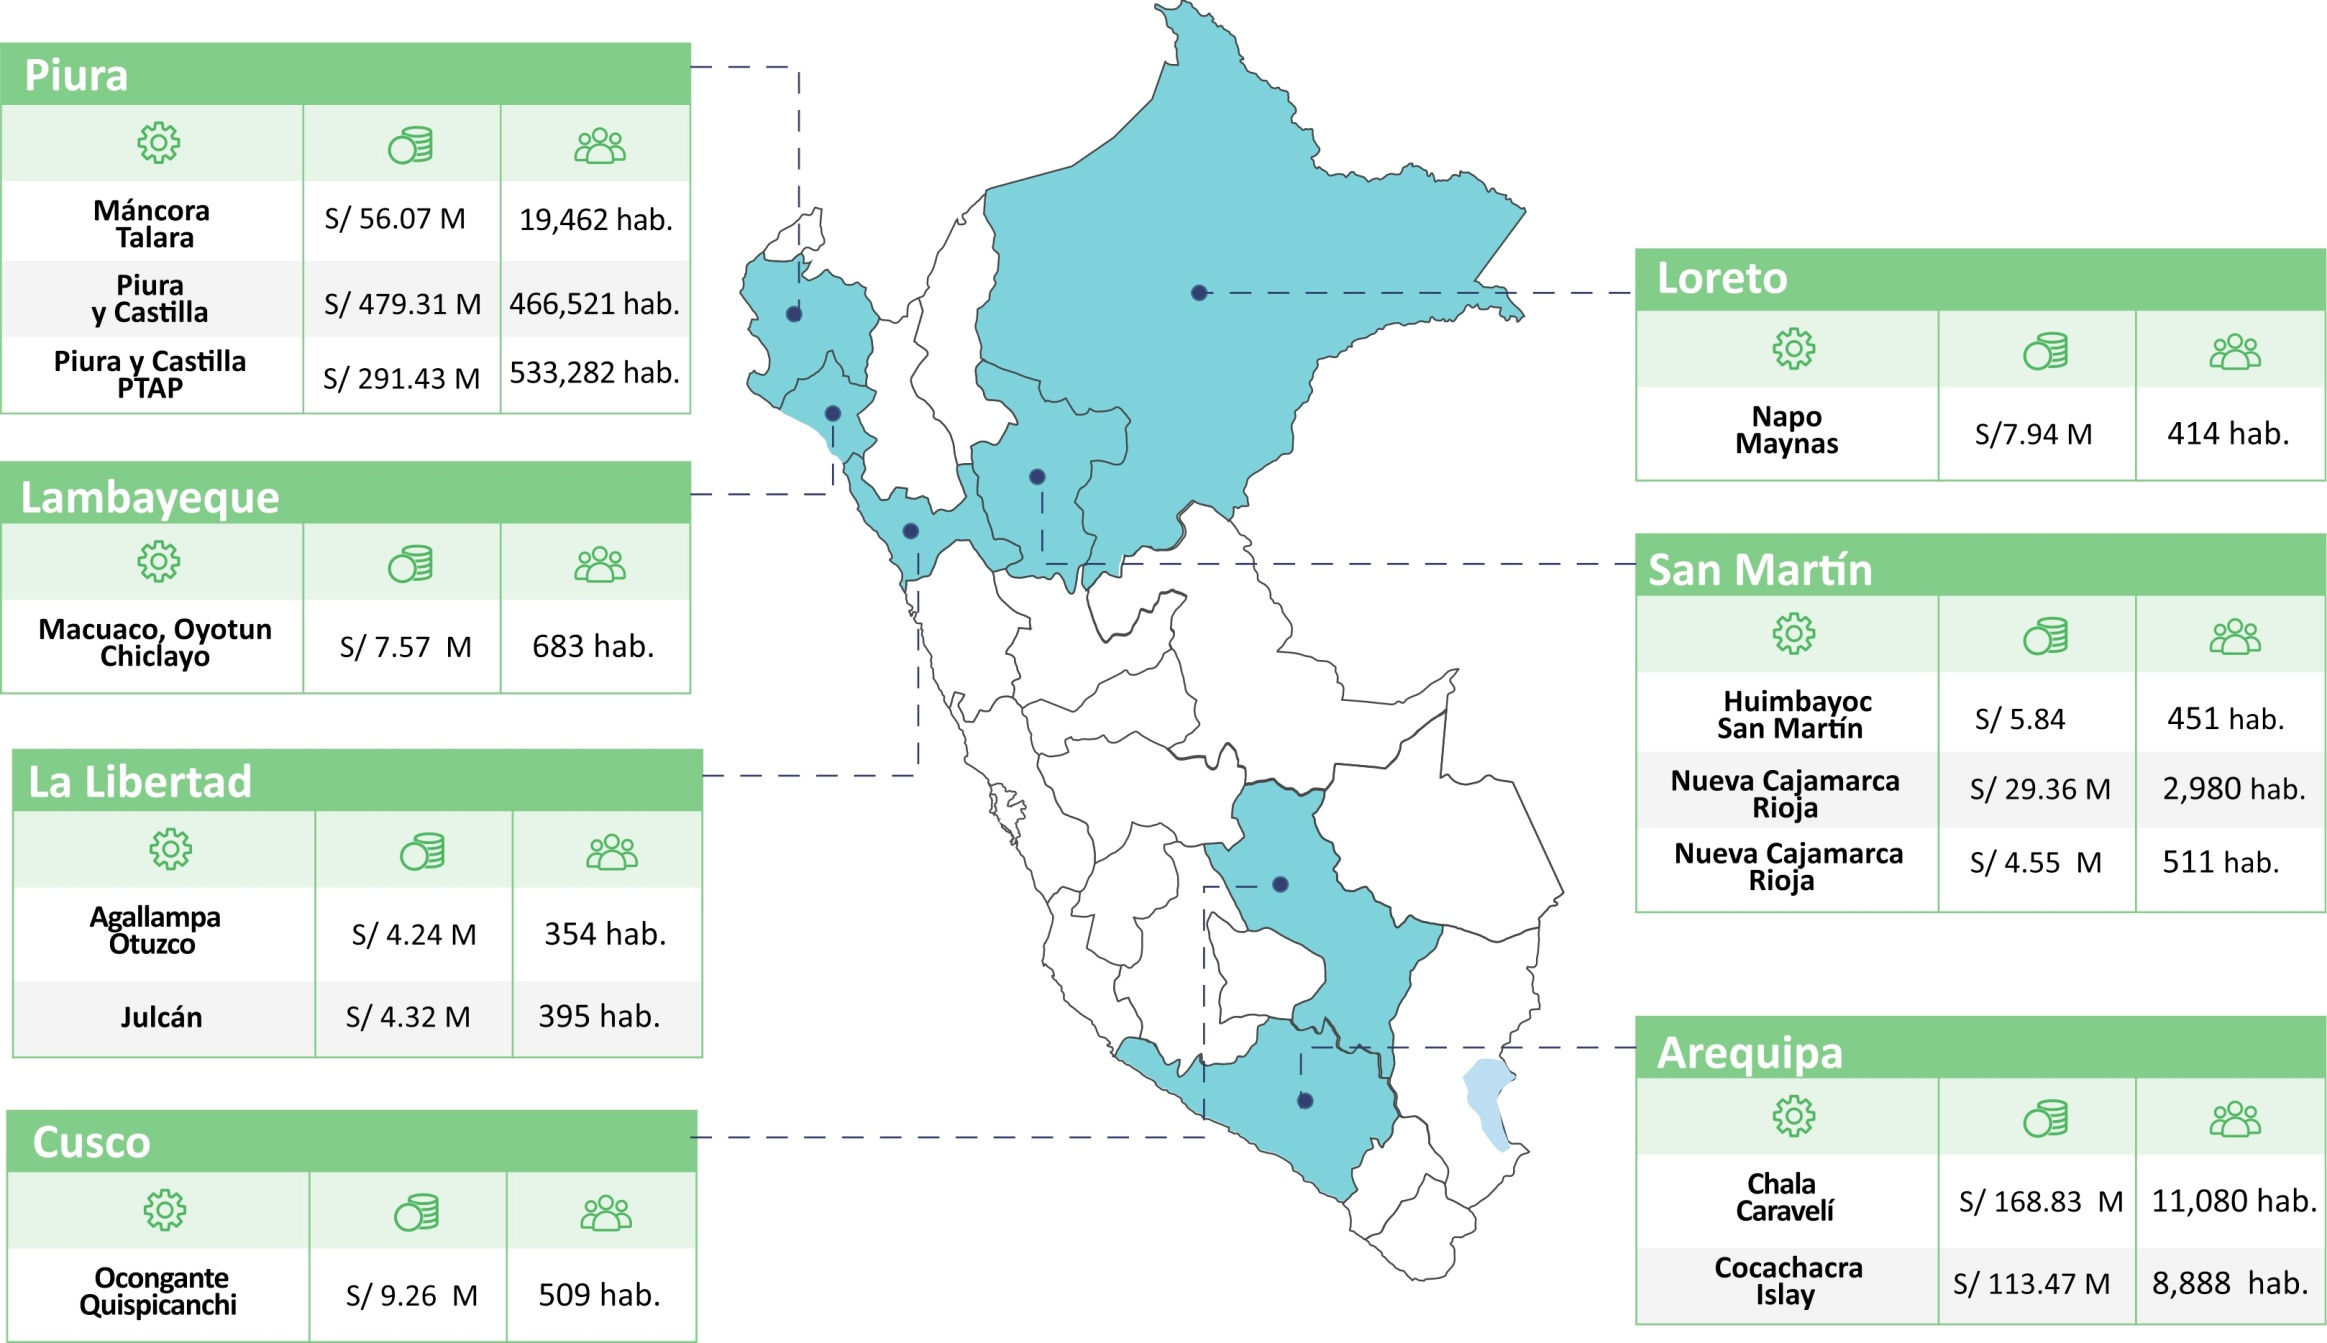 Piura
Máncora
Talara
S/ 56.07 M
19,462 hab.
Piura
y Castilla
S/ 479.31 M
466,521 hab.
Piura y Castilla
PTAP
S/ 291.43 M
533,282 hab.
Lambayeque
Macuaco, Oyotun
Chiclayo
S/ 7.57 M
683 hab.
La Libertad
Agallampa
Otuzco
S/ 4.24 M
354 hab.
Julcán
S/ 4.32 M
395 hab.
Cusco
Ocongante
Quispicanchi
S/ 9.26 M
509 hab.
Loreto
Napo
Maynas
S/7.94 M
414 hab.
San Martín
Huimbayoc
San Martín
S/ 5.84
451 hab.
Nueva Cajamarca
Rioja
S/ 29.36 M
2,980 hab.
Nueva Cajamarca
Rioja
S/ 4.55 M
511 hab.
Arequipa
Chala
Caravelí
S/ 168.83 M
11,080 hab.
Cocachacra
Islay
S/ 113.47 M
8,888 hab.